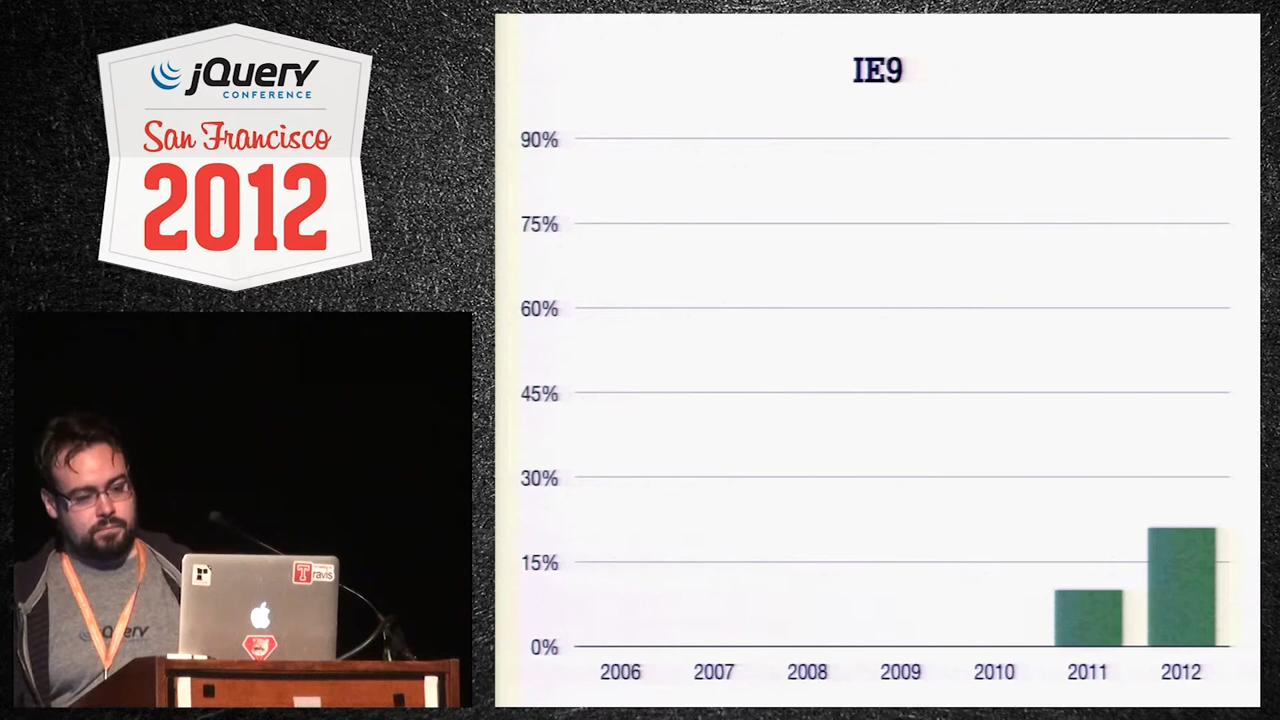 jQuery
CONFERENCE
San Francisco
2012
IE9
90%
75%
60%
45%
30%
15%
0%
2006 2007 2008 2009 2010 2011 2012
Travis
jQuery